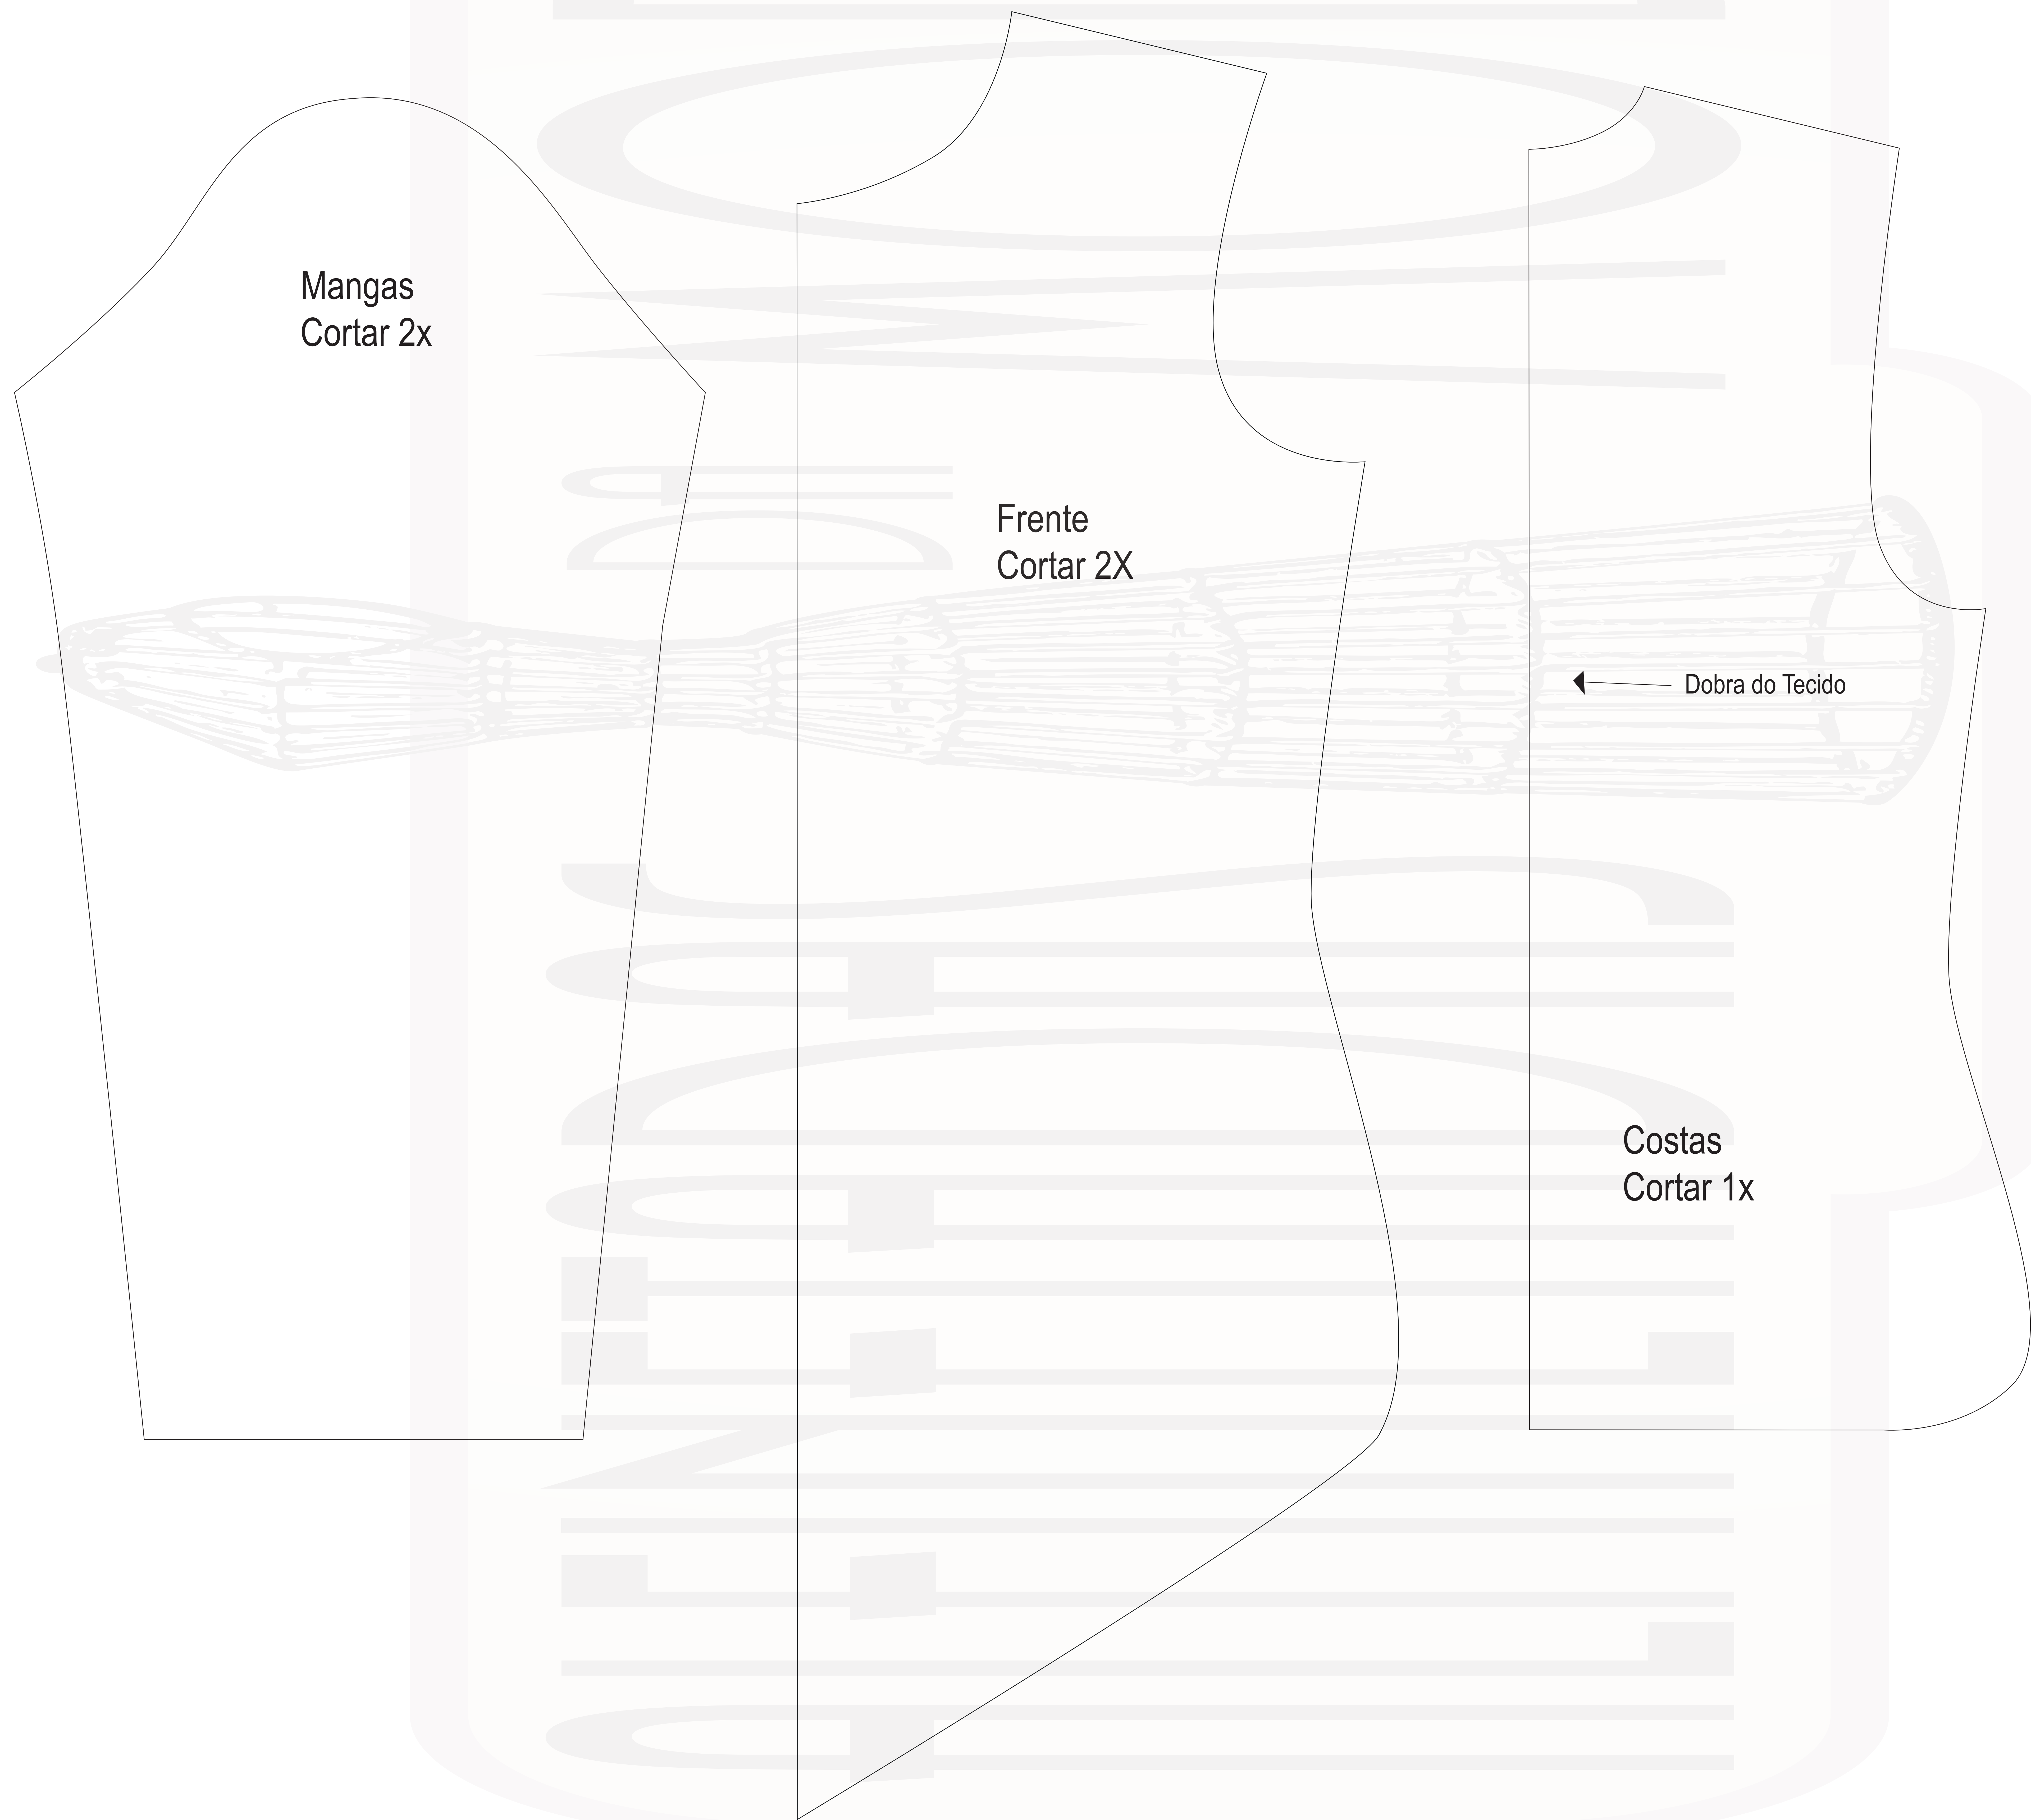 Mangas
Cortar 2x
Frente
Cortar 2X
Dobra do Tecido
Costas
Cortar 1x